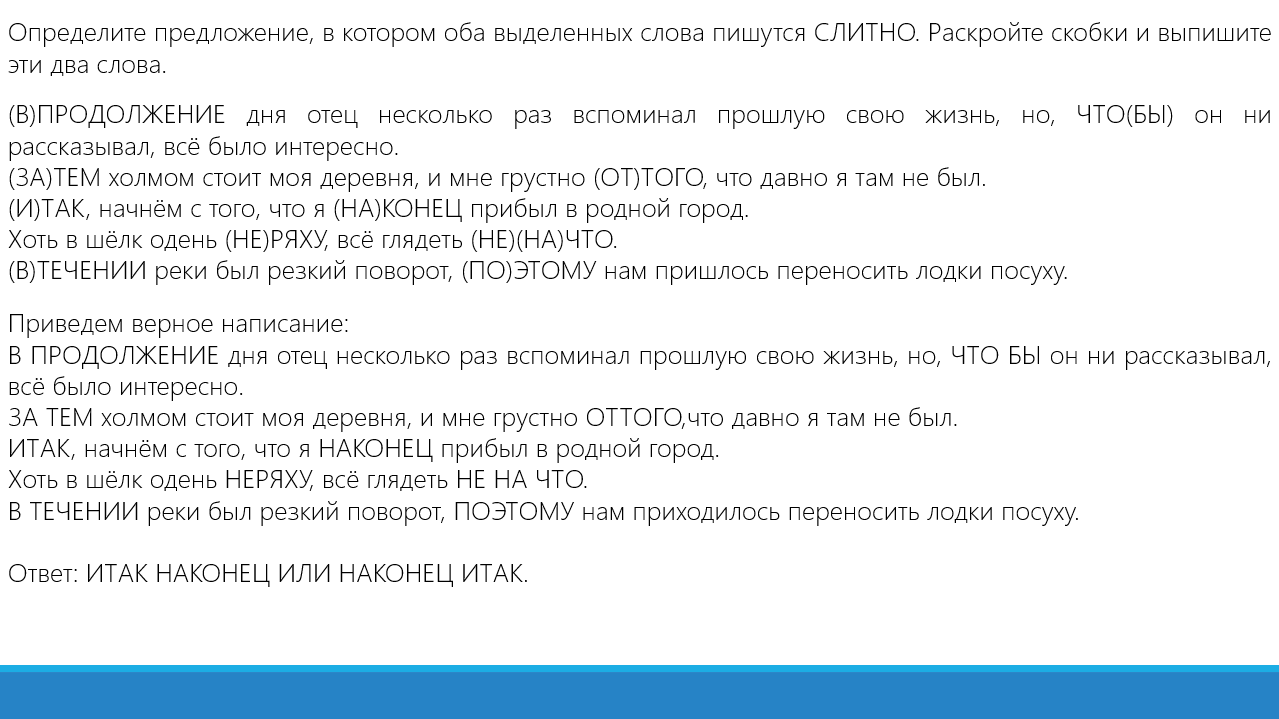 Определите предложение, в котором оба выделенных слова пишутся СЛИТНО. Раскройте скобки и выпишите
эти два слова.
(В)ПРОДОЛЖЕНИЕ дня отец несколько раз вспоминал прошлую свою жизнь, но, ЧТО(БЫ) он ни
рассказывал, всё было интересно.
(ЗА)ТЕМ холмом стоит моя деревня, и мне грустно (ОТ)ТОГО, что давно я там не был.
(И)ТАК, начнём с того, что я (НА)КОНЕЦ прибыл в родной город.
Хоть в шёлк одень (НЕ)РЯХУ, всё глядеть (НЕ)(НА)ЧТО.
(В)ТЕЧЕНИИ реки был резкий поворот, (ПО)ЭТОМУ нам пришлось переносить лодки посуху.
Приведем верное написание:
В ПРОДОЛЖЕНИЕ дня отец несколько раз вспоминал прошлую свою жизнь, но, ЧТО БЫ он ни рассказывал,
всё было интересно.
ЗА ТЕМ холмом стоит моя деревня, и мне грустно ОТТОГО,что давно я там не был.
ИТАК, начнём с того, что я НАКОНЕЦ прибыл в родной город.
Хоть в шёлк одень НЕРЯХУ, всё глядеть НЕ НА ЧТО.
В ТЕЧЕНИИ реки был резкий поворот, ПОЭТОМУ нам приходилось переносить лодки посуху.
Ответ: ИТАК НАКОНЕЦ ИЛИ НАКОНЕЦ ИТАК.